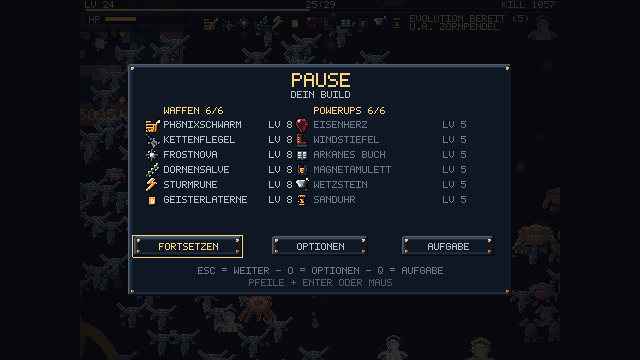 LV 24 25:29 KILL 1057
HP EVOLUTION BEREIT (5)
U.A. ZORNPENDEL
PAUSE
DEIN BUILD
WAFFEN 6/6 POWERUPS 6/6
PHÖNIXSCHWARM LV 8 EISENHERZ LV 5
KETTENFLEGEL LV 8 WINDSTIEFEL LV 5
FROSTNOVA LV 8 ARKANES BUCH LV 5
DORNENSALVE LV 8 MAGNETAMULETT LV 5
STURMRUNE LV 8 WETZSTEIN LV 5
GEISTERLATERNE LV 8 SANDUHR LV 5
FORTSETZEN OPTIONEN AUFGABE
ESC = WEITER - O = OPTIONEN - Q = AUFGABE
PFEILE + ENTER ODER MAUS